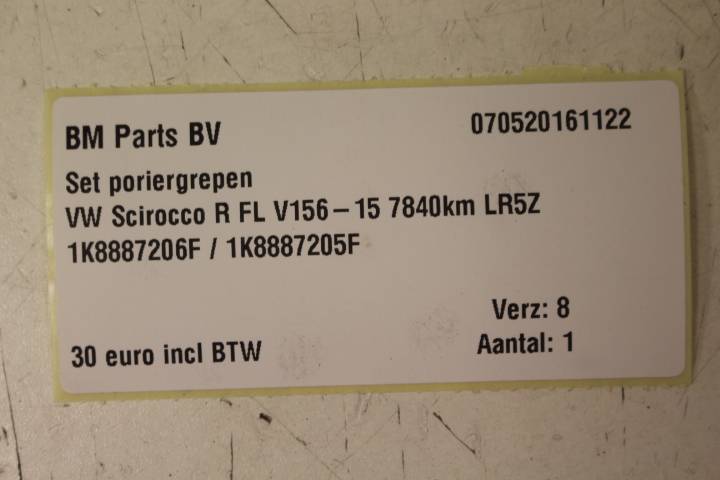 BM Parts BV 070520161122
Set poriergrepen
VW Scirocco R FL V156-15 7840km LR5Z
1K8887206F / 1K8887205F
Verz: 8
30 euro incl BTW Aantal: 1